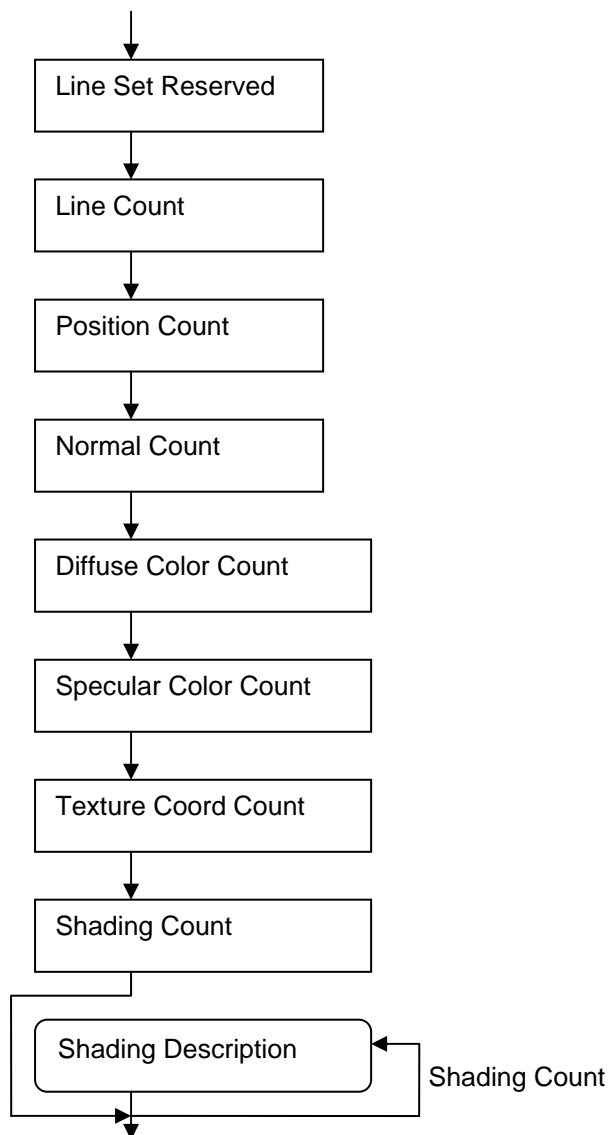 Line Set Reserved
Line Count
Position Count
Normal Count
Diffuse Color Count
Specular Color Count
Texture Coord Count
Shading Count
Shading Description
Shading Count